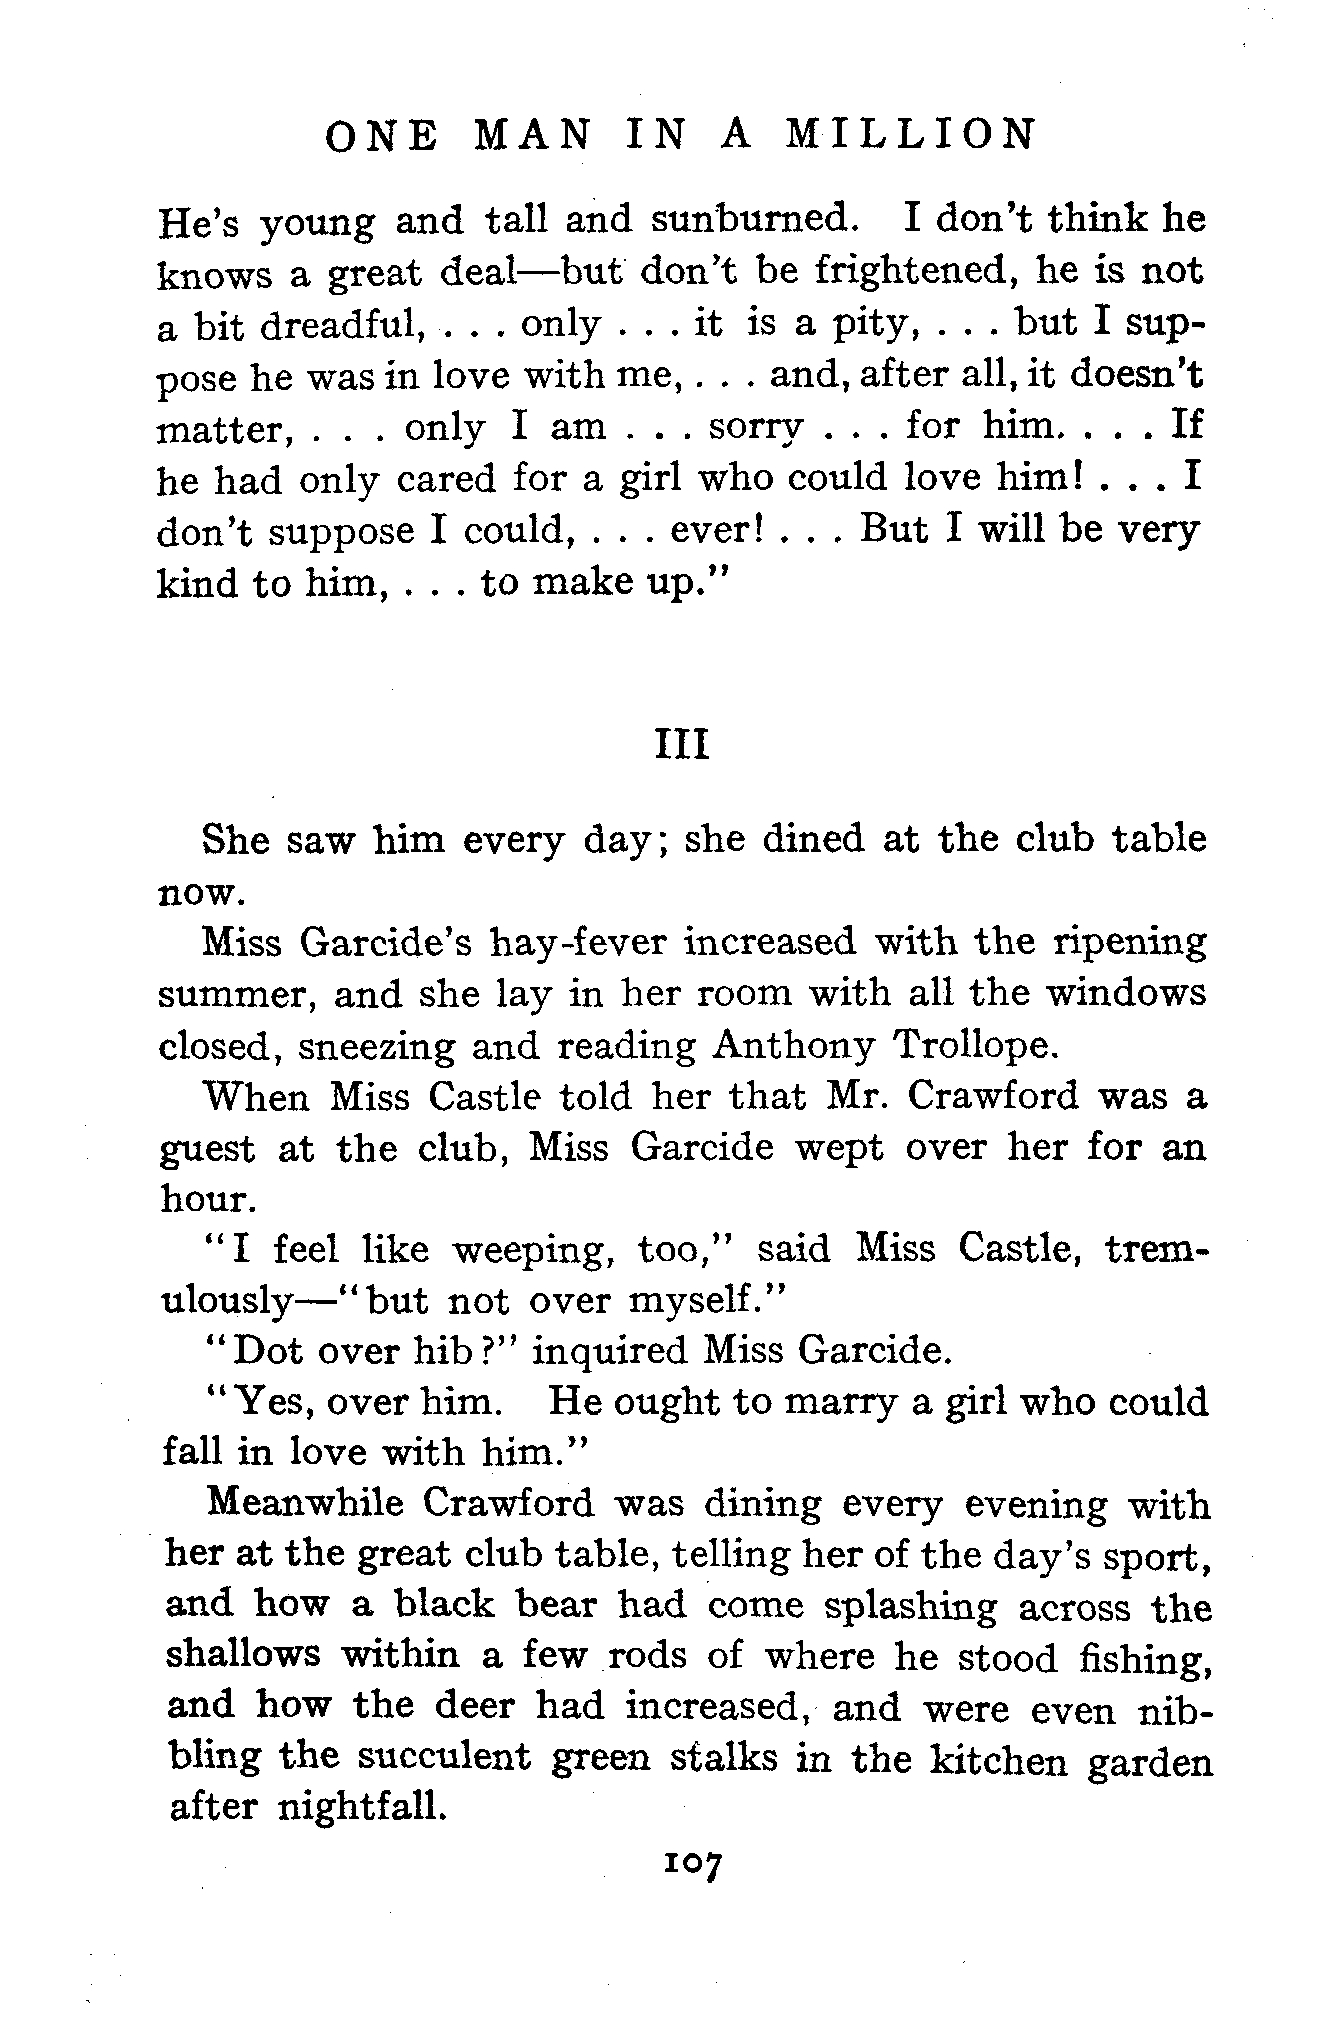 ONE MAN IN A MILLION
He's young and tall and sunburned. I don't think he
knows a great deal—but don't be frightened, he is not
a bit dreadful, . . . only . . . it is a pity, . . . but I sup-
pose he was in love with me, . . . and, after all, it doesn't
matter, . . . only I am . . . sorry . . . for him. . . . If
he had only cared for a girl who could love him! . . . I
don't suppose I could, . . . ever! . . . But I will be very
kind to him, . . . to make up."
III
She saw him every day; she dined at the club table
now.
Miss Garcide's hay-fever increased with the ripening
summer, and she lay in her room with all the windows
closed, sneezing and reading Anthony Trollope.
When Miss Castle told her that Mr. Crawford was a
guest at the club, Miss Garcide wept over her for an
hour.
"I feel like weeping, too," said Miss Castle, trem-
ulously—"but not over myself."
"Dot over hib?" inquired Miss Garcide.
"Yes, over him. He ought to marry a girl who could
fall in love with him."
Meanwhile Crawford was dining every evening with
her at the great club table, telling her of the day's sport,
and how a black bear had come splashing across the
shallows within a few rods of where he stood fishing,
and how the deer had increased, and were even nib-
bling the succulent green stalks in the kitchen garden
after nightfall.
107